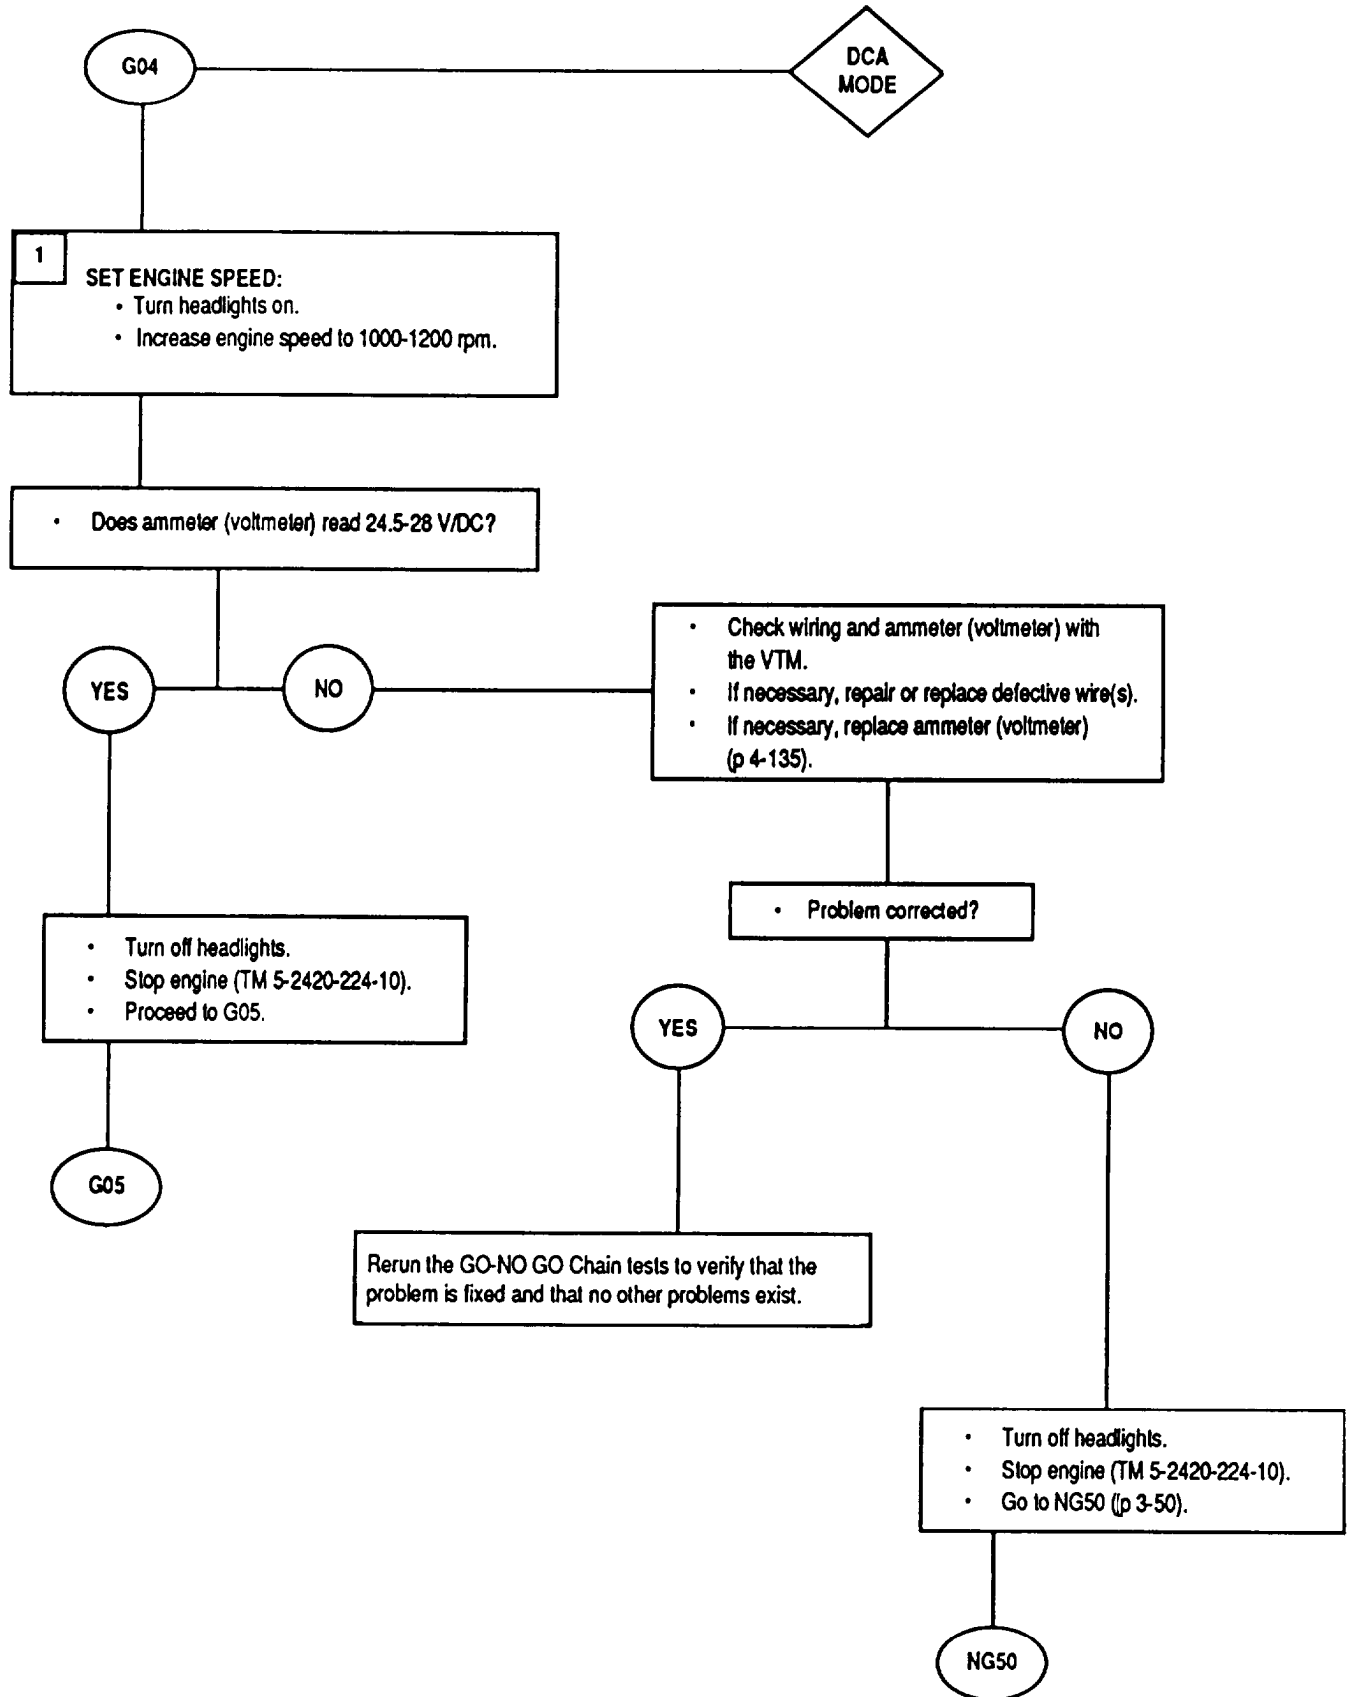 G04
DCA
MODE
1
SET ENGINE SPEED:
• Turn headlights on.
• Increase engine speed to 1000-1200 rpm.
• Does ammeter (voltmeter) read 24.5-28 V/DC?
YES
NO
• Check wiring and ammeter (voltmeter) with
the VTM.
• If necessary, repair or replace defective wire(s).
• If necessary, replace ammeter (voltmeter)
(p 4-135).
• Problem corrected?
• Turn off headlights.
• Stop engine (TM 5-2420-224-10).
• Proceed to G05.
YES
NO
G05
Rerun the GO-NO GO Chain tests to verify that the
problem is fixed and that no other problems exist.
• Turn off headlights.
• Stop engine (TM 5-2420-224-10).
• Go to NG50 ((p 3-50).
NG50